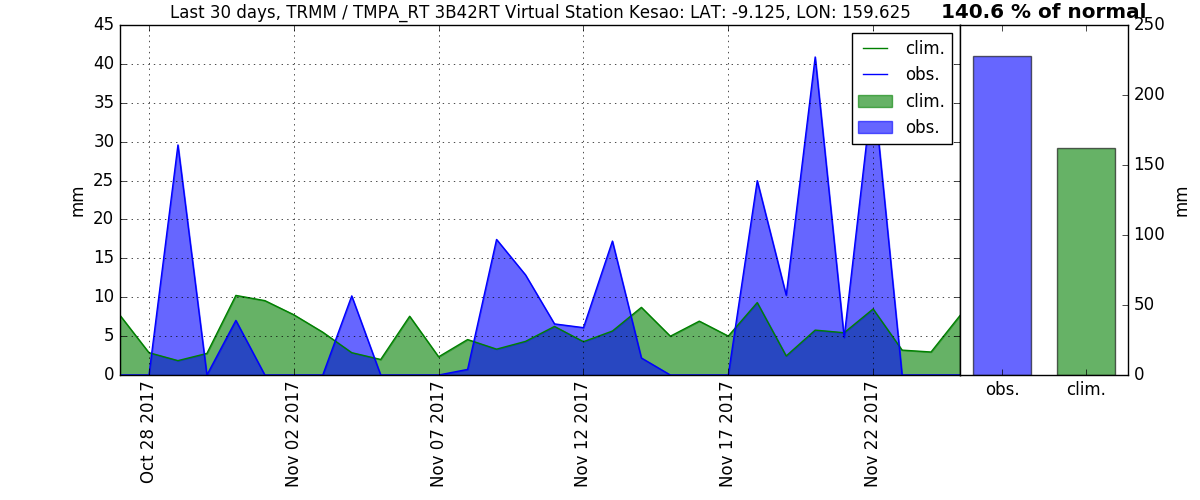 Last 30 days, TRMM / TMPA_RT 3B42RT Virtual Station Kesao: LAT: -9.125, LON: 159.625
140.6 % of normal
45
40
35
30
25
20
15
10
5
0
mm
clim.
obs.
clim.
obs.
Oct 28 2017
Nov 02 2017
Nov 07 2017
Nov 12 2017
Nov 17 2017
Nov 22 2017
250
200
150
100
50
0
mm
obs.
clim.